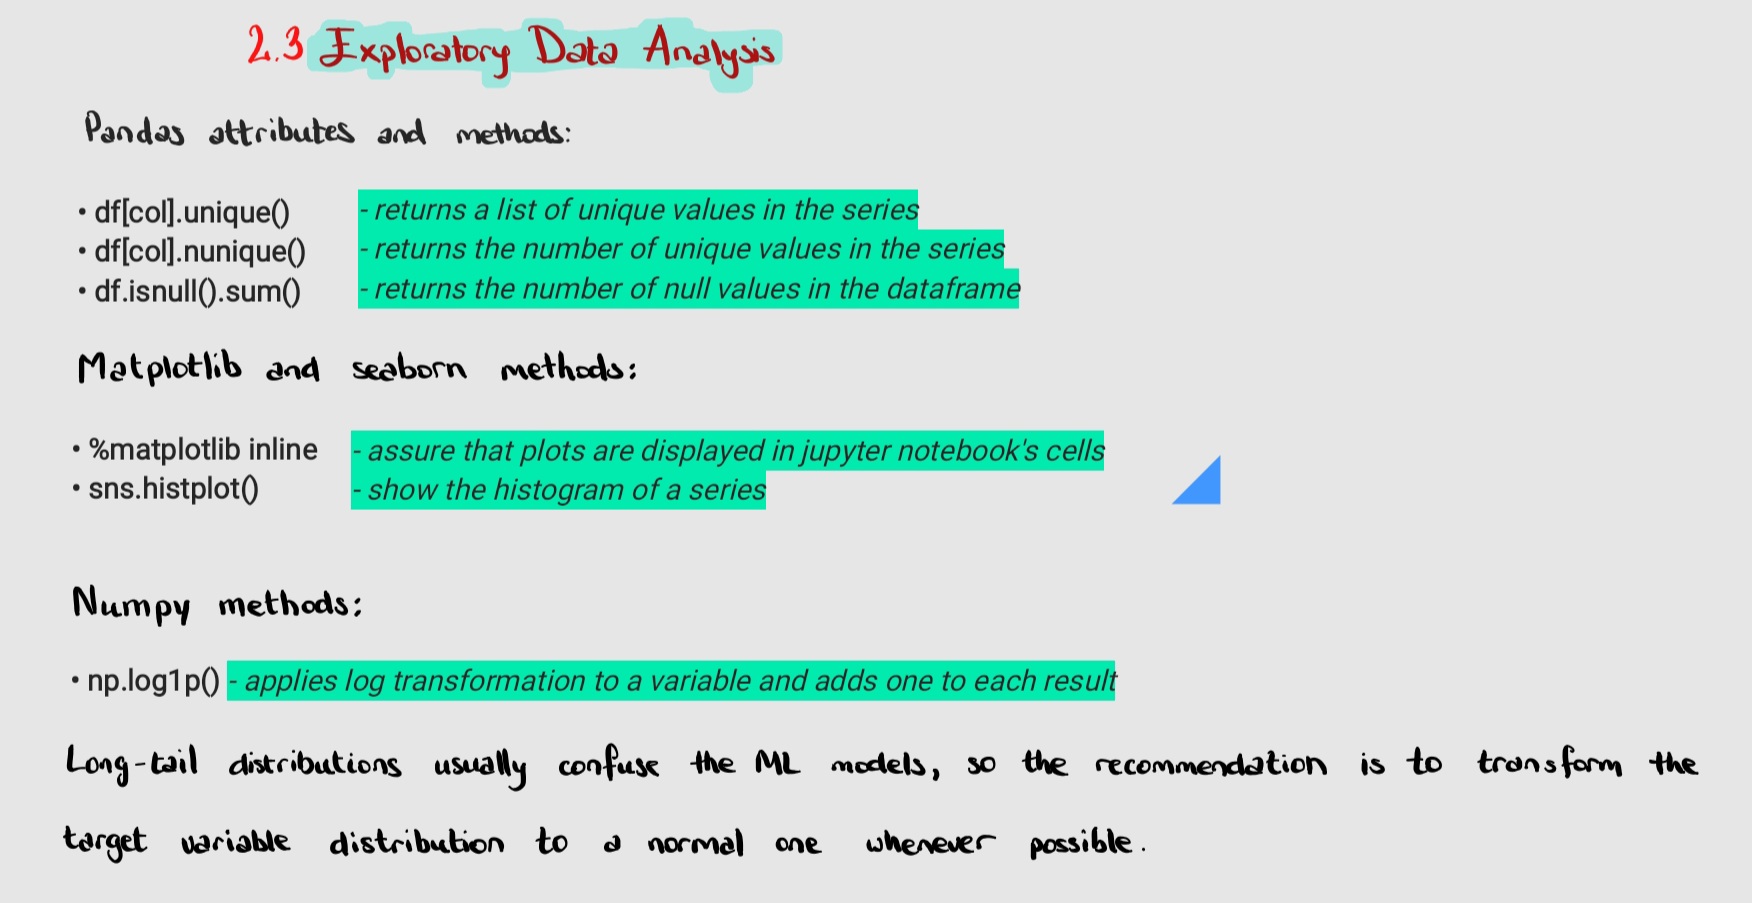 2.3 Exploratory Data Analysis
Pandas attributes and methods:
• df[col].unique() - returns a list of unique values in the series
• df[col].nunique() - returns the number of unique values in the series
• df.isnull().sum() - returns the number of null values in the dataframe
Matplotlib and seaborn methods:
• %matplotlib inline - assure that plots are displayed in jupyter notebook's cells
• sns.histplot() - show the histogram of a series
Numpy methods:
• np.log1p() - applies log transformation to a variable and adds one to each result
Long-tail distributions usually confuse the ML models, so the recommendation is to transform the
target variable distribution to a normal one whenever possible.